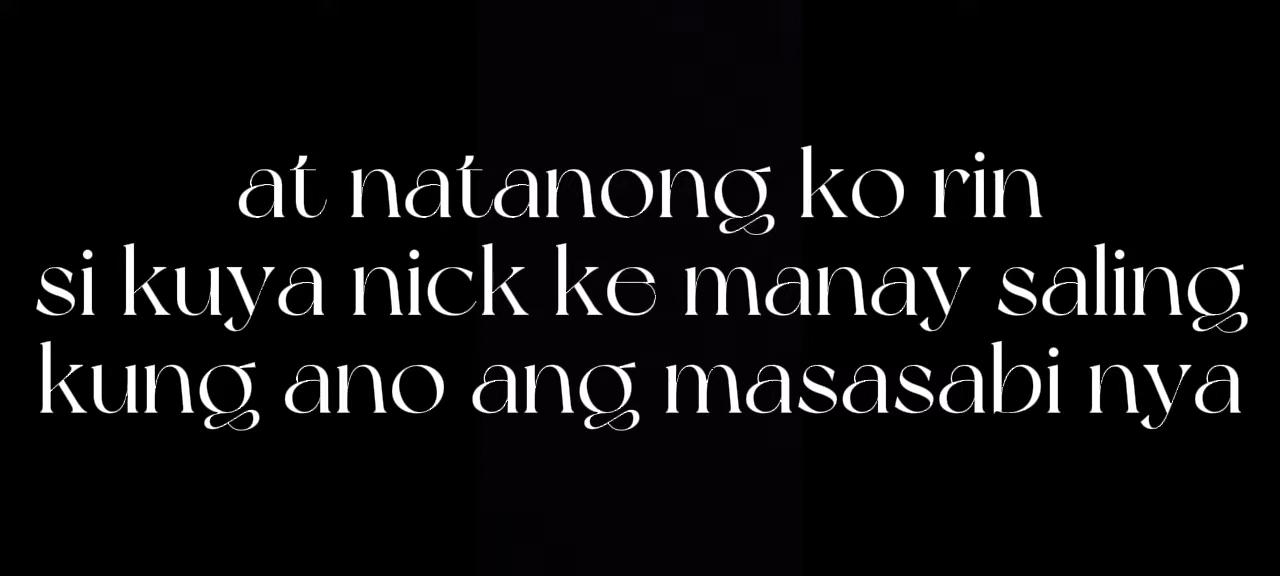 at natanong ko rin
si kuya nick ke manay saling
kung ano ang masasabi nya